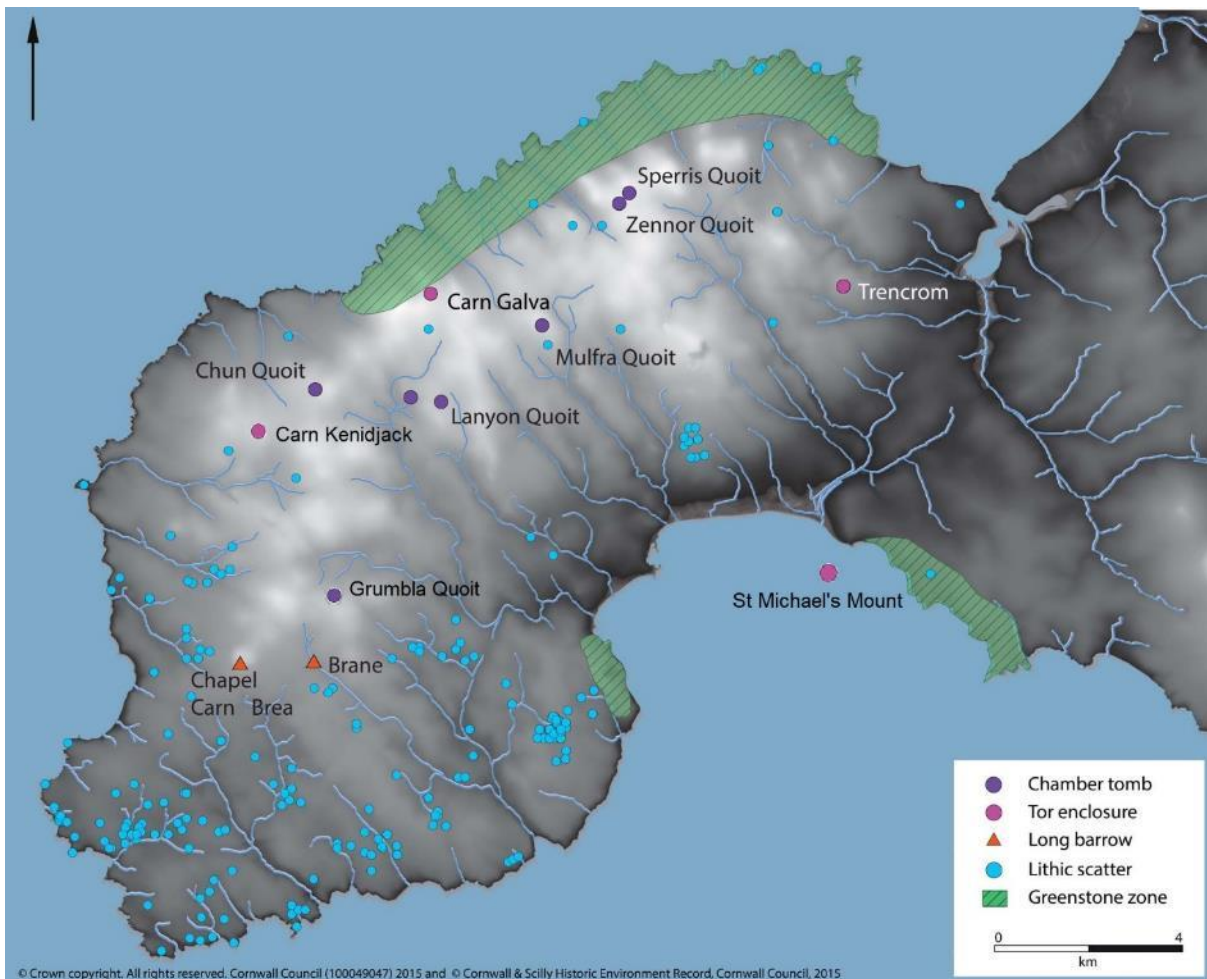 Sperris Quoit
Zennor Quoit
Carn Galva
Trencrom
Mulfra Quoit
Chun Quoit
Lanyon Quoit
Carn Kenidjack
Grumbla Quoit
St Michael's Mount
Brane
Chapel
Carn Brea
Chamber tomb
Tor enclosure
Long barrow
Lithic scatter
Greenstone zone
0 4
km
© Crown copyright. All rights reserved. Cornwall Council (100049047) 2015 and © Cornwall & Scilly Historic Environment Record, Cornwall Council, 2015